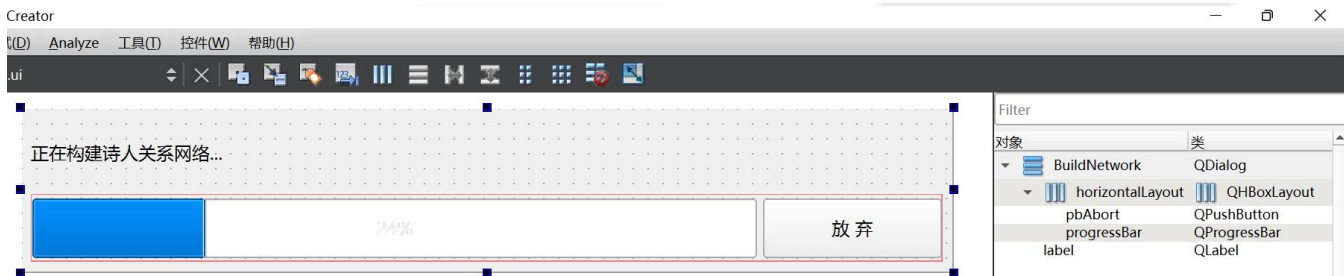 Creator
式(D) Analyze 工具(T) 控件(W) 帮助(H)
.ui
123
Filter
对象 类
BuildNetwork QDialog
horizontalLayout QHBoxLayout
pbAbort QPushButton
progressBar QProgressBar
label QLabel
正在构建诗人关系网络...
24% 放 弃